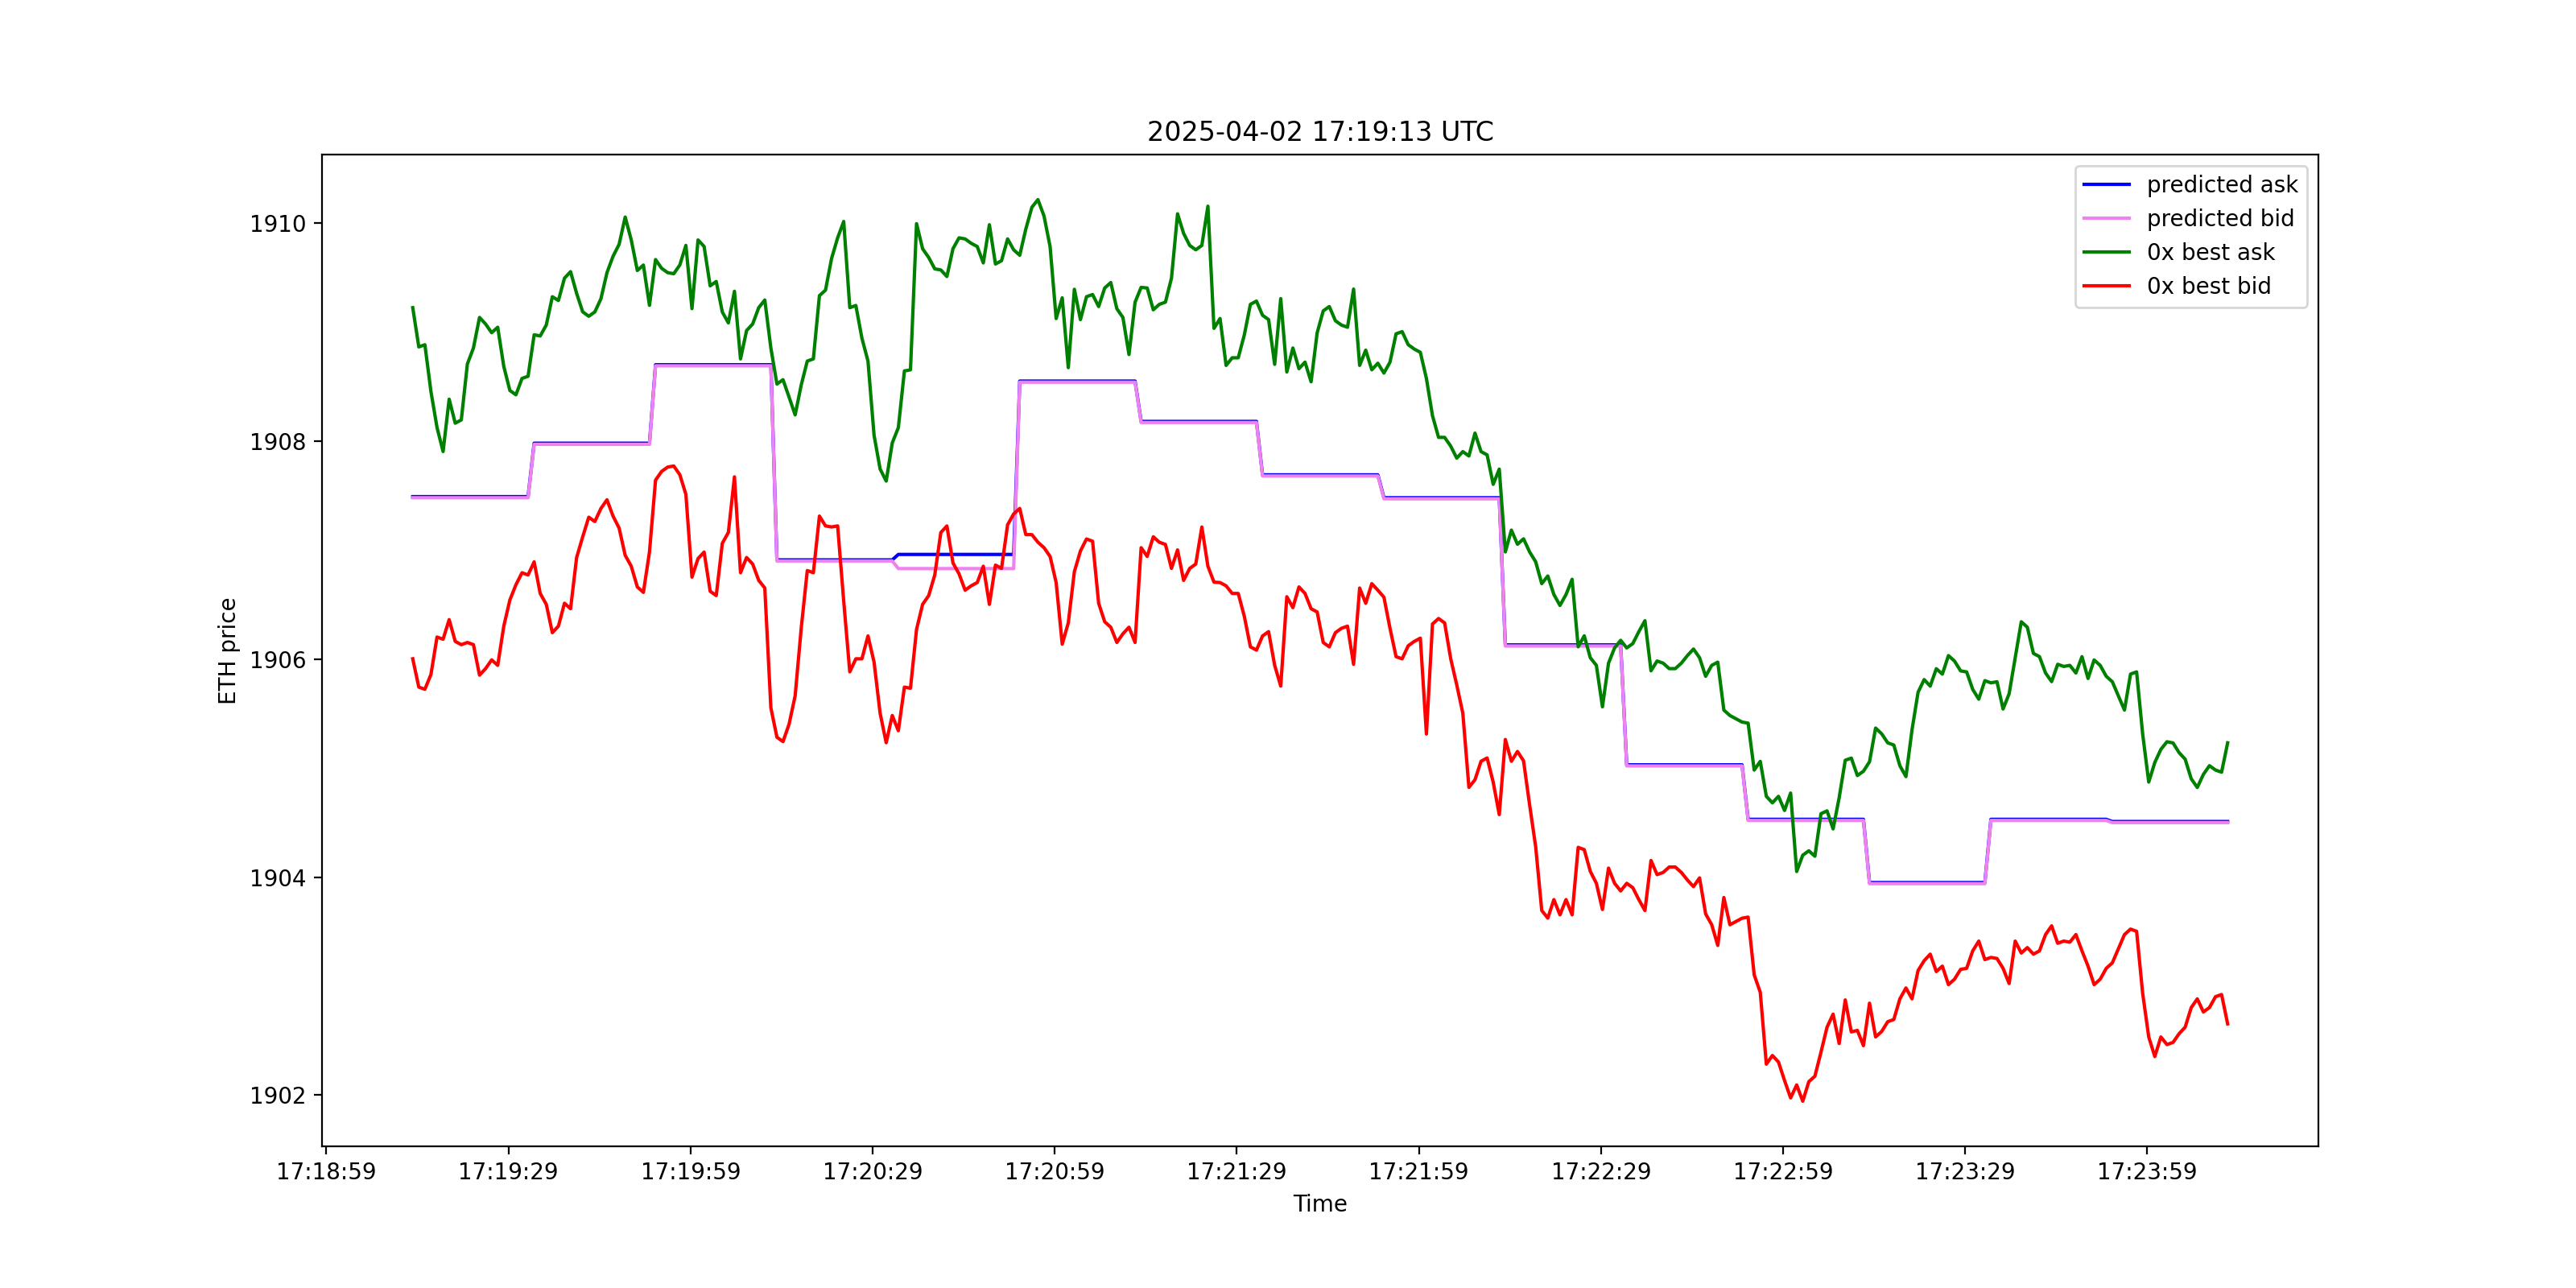 2025-04-02 17:19:13 UTC
predicted ask
predicted bid
0x best ask
0x best bid
1910
1908
1906
1904
1902
ETH price
17:18:59 17:19:29 17:19:59 17:20:29 17:20:59 17:21:29 17:21:59 17:22:29 17:22:59 17:23:29 17:23:59
Time